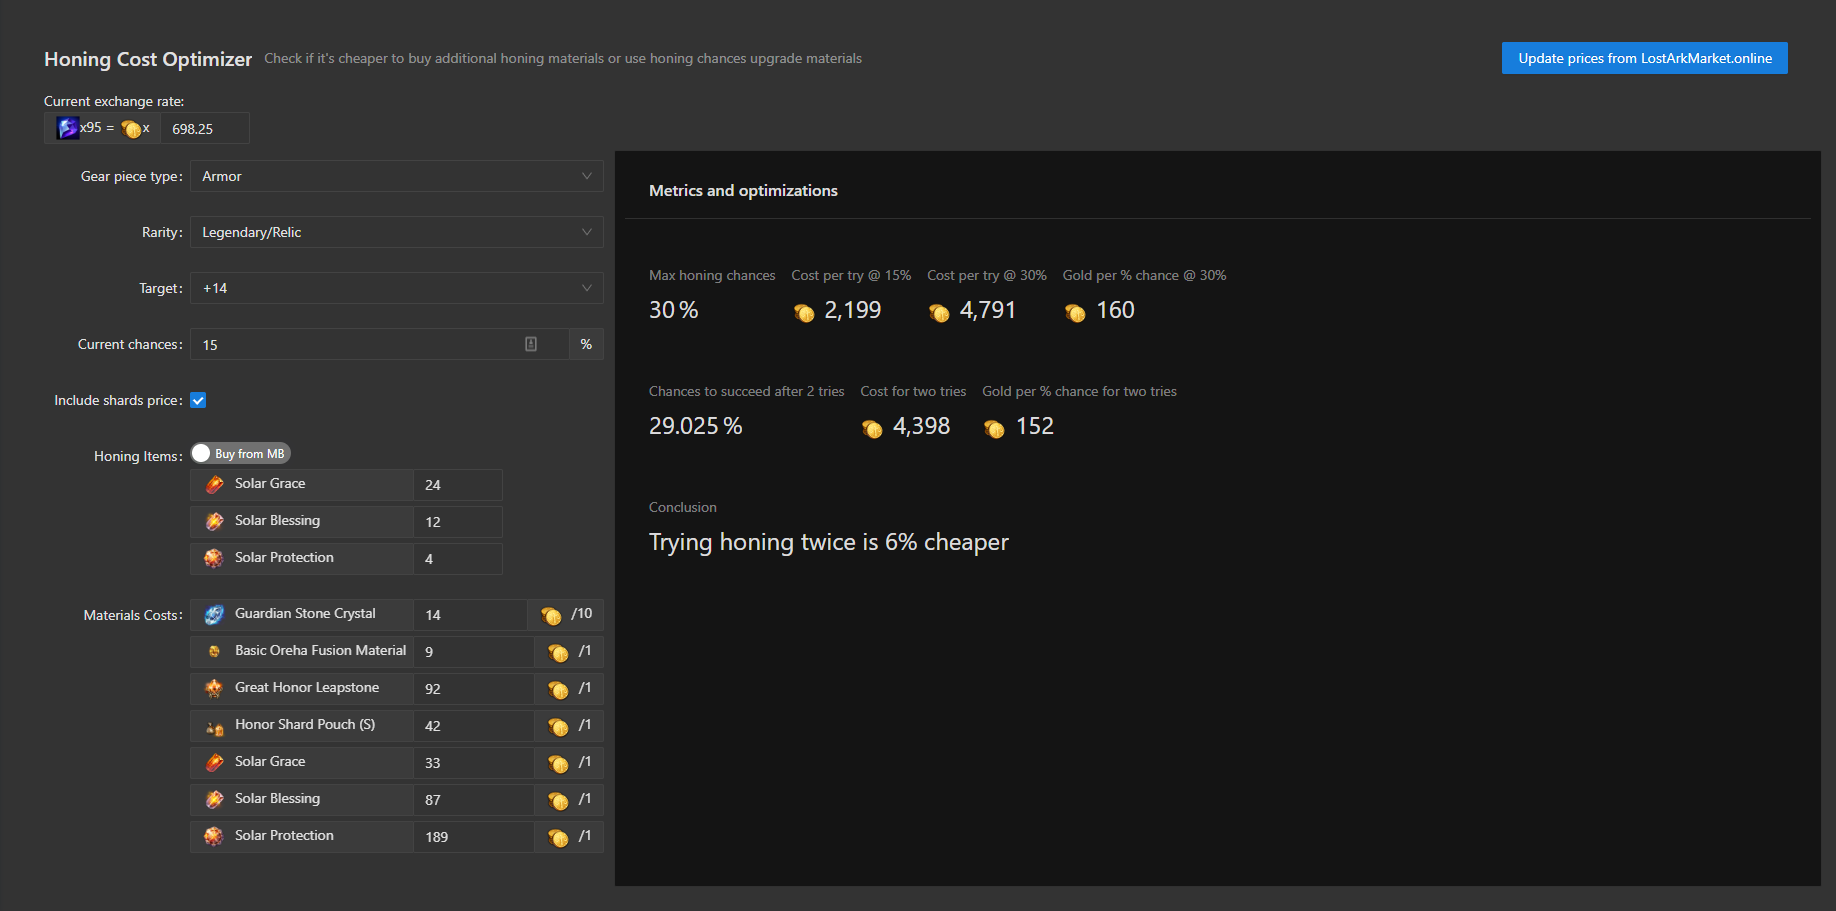 Honing Cost Optimizer Check if it's cheaper to buy additional honing materials or use honing chances upgrade materials
Update prices from LostArkMarket.online
Current exchange rate:
x95 = x 698.25
Gear piece type: Armor
Rarity: Legendary/Relic
Target: +14
Current chances: 15 %
Include shards price:
Honing Items: Buy from MB
Solar Grace 24
Solar Blessing 12
Solar Protection 4
Materials Costs: Guardian Stone Crystal 14 /10
Basic Oreha Fusion Material 9 /1
Great Honor Leapstone 92 /1
Honor Shard Pouch (S) 42 /1
Solar Grace 33 /1
Solar Blessing 87 /1
Solar Protection 189 /1
Metrics and optimizations
Max honing chances Cost per try @ 15% Cost per try @ 30% Gold per % chance @ 30%
30 % 2,199 4,791 160
Chances to succeed after 2 tries Cost for two tries Gold per % chance for two tries
29.025 % 4,398 152
Conclusion
Trying honing twice is 6% cheaper